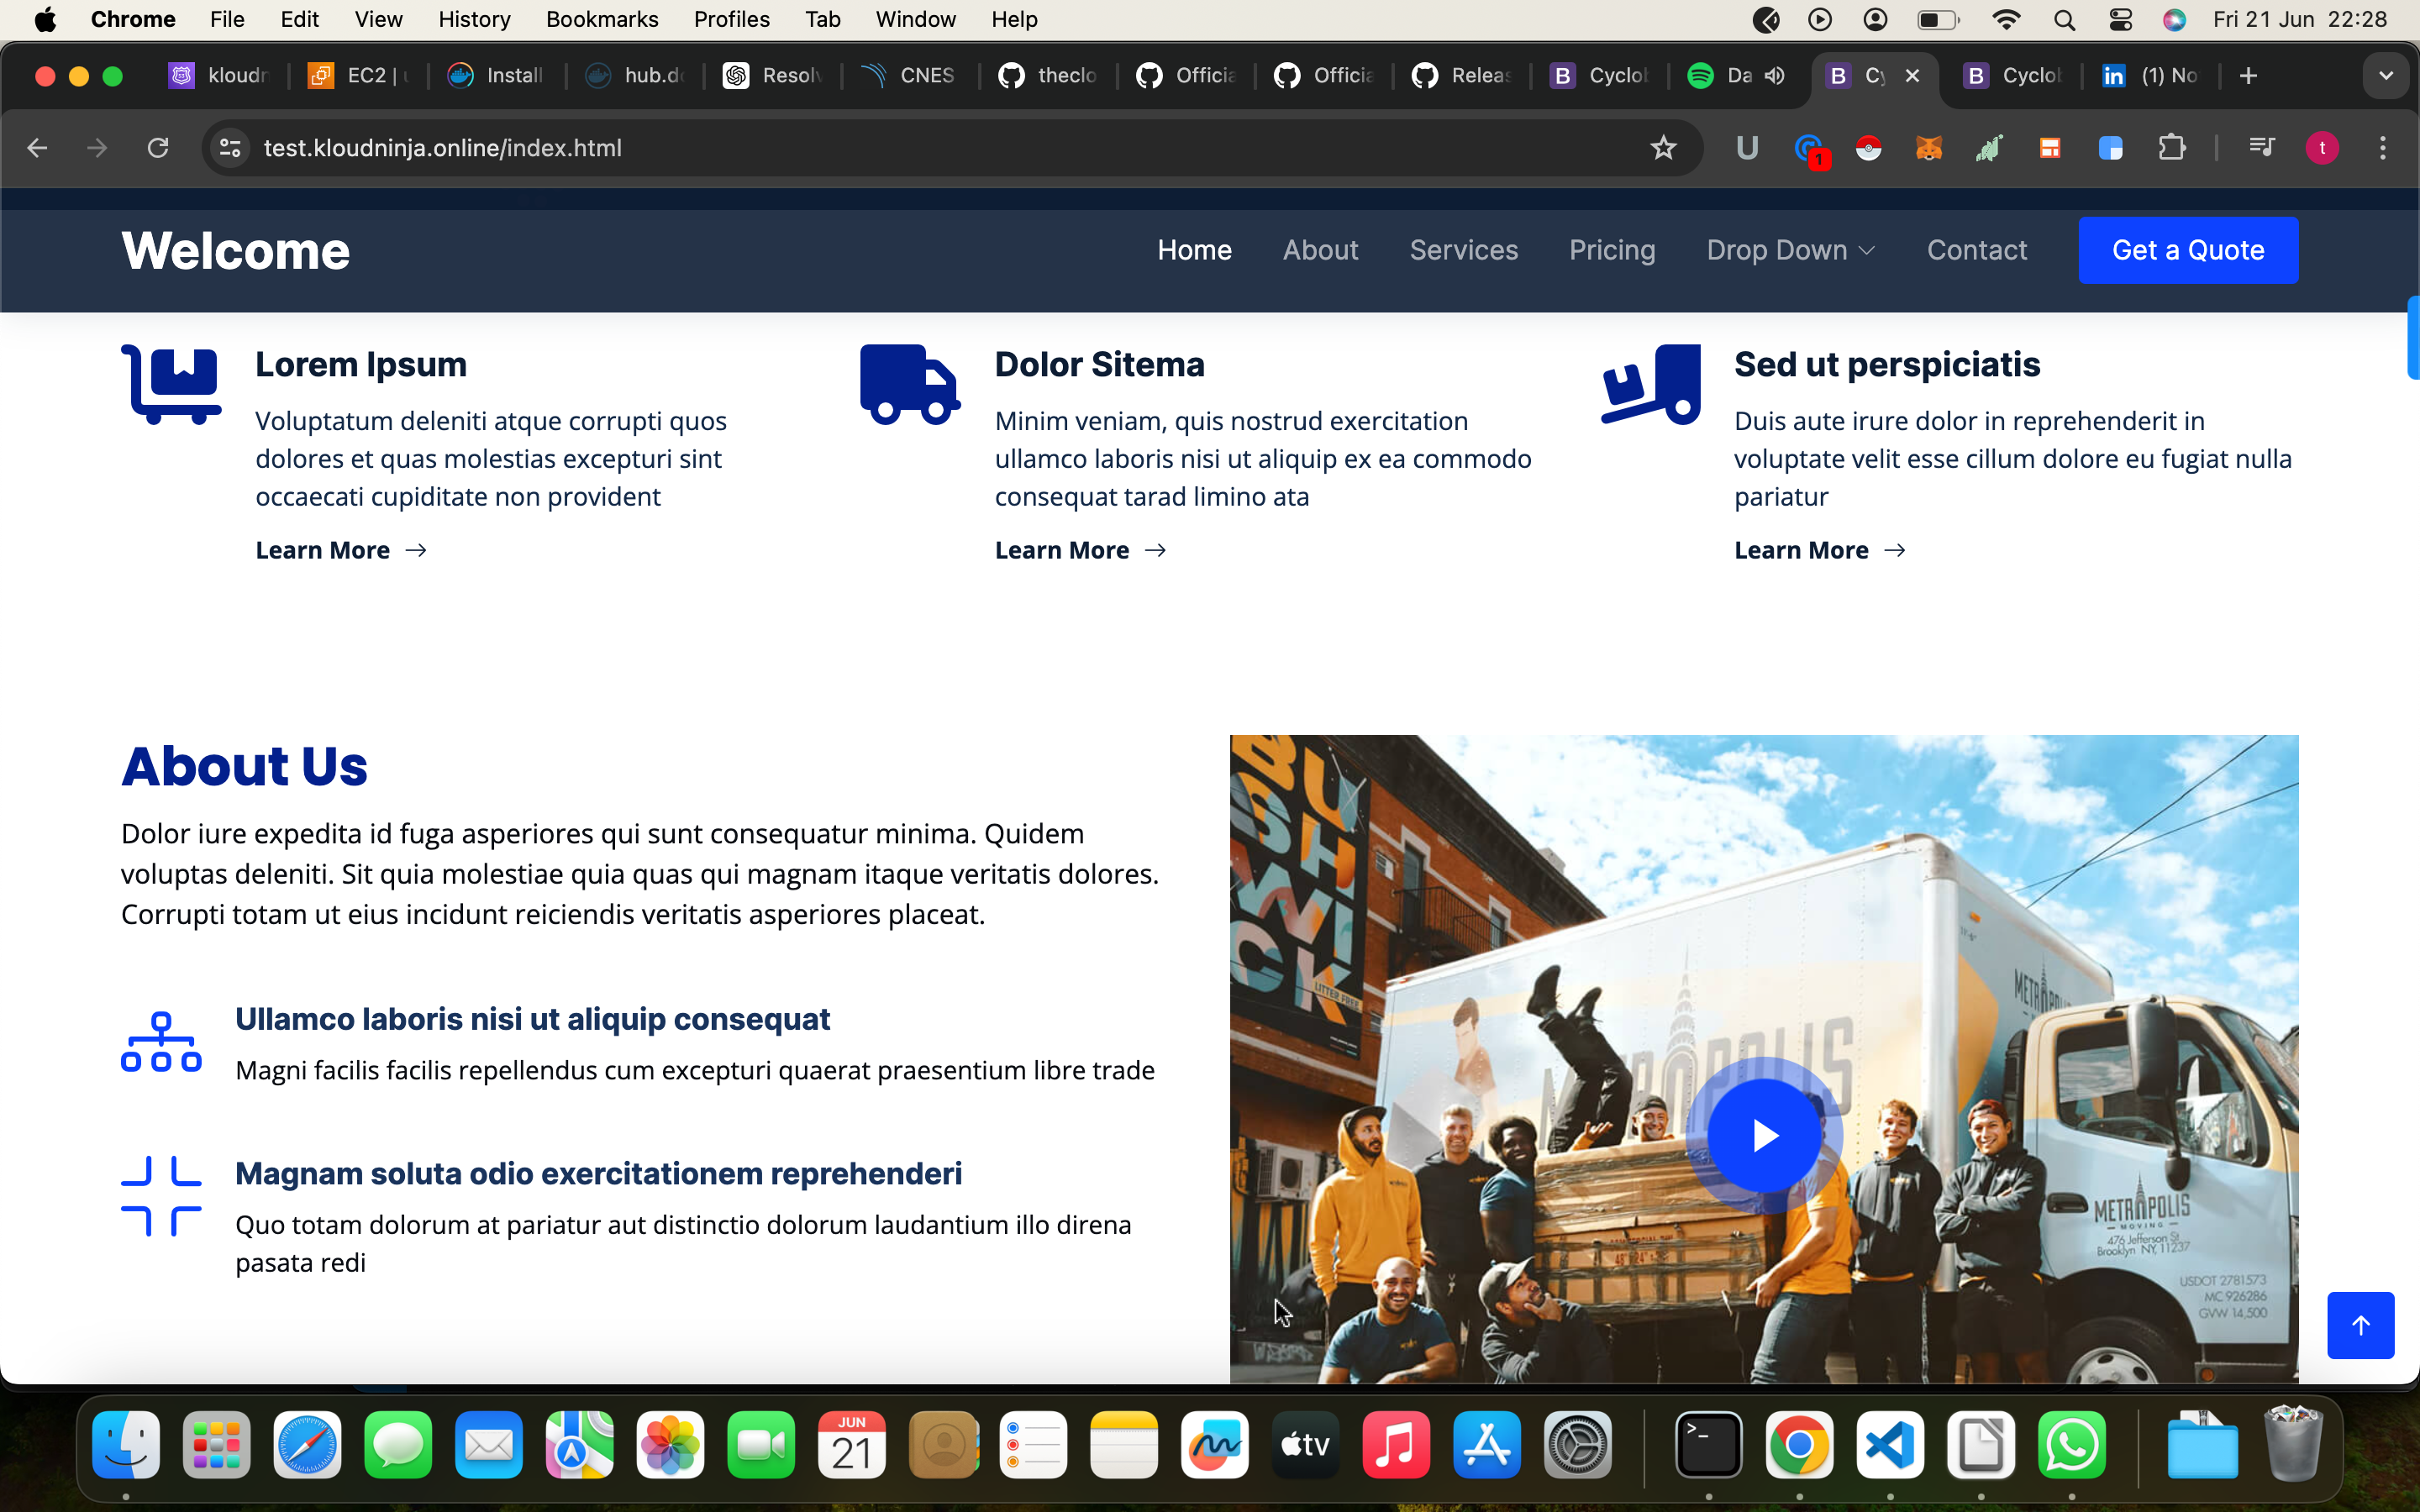 Chrome File Edit View History Bookmarks Profiles Tab Window Help Fri 21 Jun 22:28
kloudn EC2 | Install hub.d Resolv CNES theclo Officia Officia Releas Cyclob Da Cy Cyclob (1) No
test.kloudninja.online/index.html
1
t
Welcome
Home About Services Pricing Drop Down Contact Get a Quote
Lorem Ipsum
Voluptatum deleniti atque corrupti quos
dolores et quas molestias excepturi sint
occaecati cupiditate non provident
Learn More →
Dolor Sitema
Minim veniam, quis nostrud exercitation
ullamco laboris nisi ut aliquip ex ea commodo
consequat tarad limino ata
Learn More →
Sed ut perspiciatis
Duis aute irure dolor in reprehenderit in
voluptate velit esse cillum dolore eu fugiat nulla
pariatur
Learn More →
About Us
Dolor iure expedita id fuga asperiores qui sunt consequatur minima. Quidem
voluptas deleniti. Sit quia molestiae quia quas qui magnam itaque veritatis dolores.
Corrupti totam ut eius incidunt reiciendis veritatis asperiores placeat.
Ullamco laboris nisi ut aliquip consequat
Magni facilis facilis repellendus cum excepturi quaerat praesentium libre trade
Magnam soluta odio exercitationem reprehenderi
Quo totam dolorum at pariatur aut distinctio dolorum laudantium illo direna
pasata redi
BU
SH
WI
CK
LITTER FREE
METROPOLIS
METROPOLIS
MOVING
476 Jefferson St.
Brooklyn NY, 11237
USDOT 2781573
MC 926286
GVW 14,500
JUN
21
tv